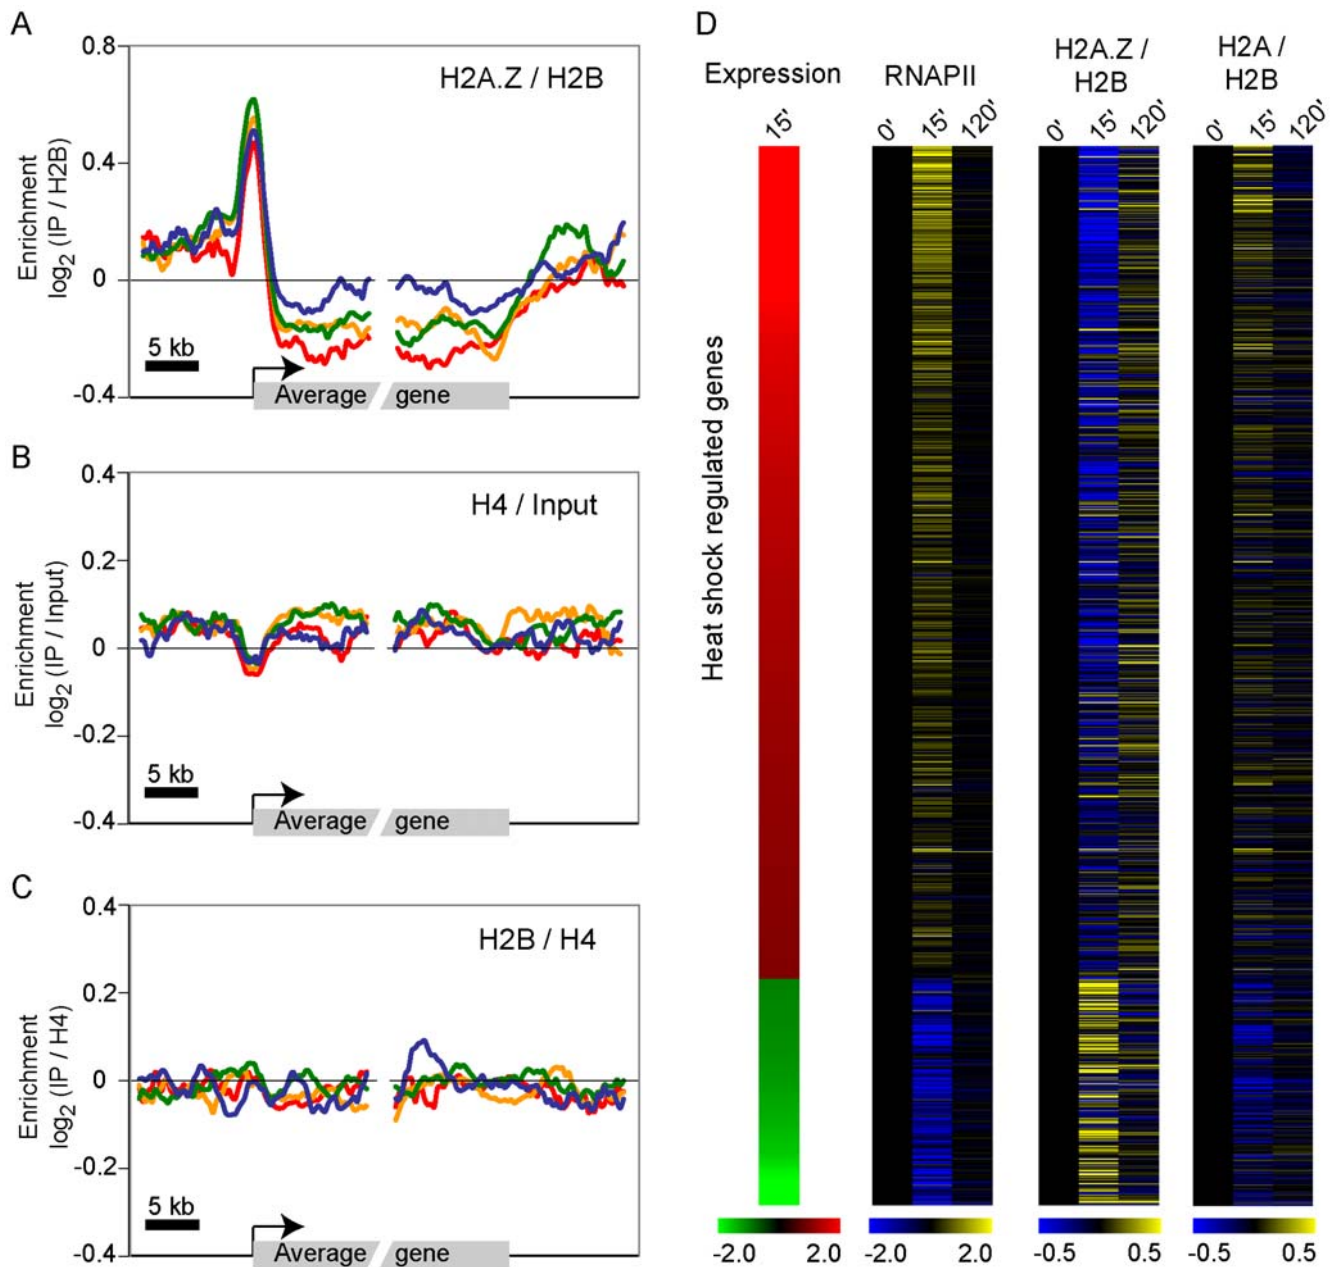 A
0.8
0.4
0
-0.4
Enrichment
log2 (IP / H2B)
H2A.Z / H2B
5 kb
Average gene
B
0.4
0.2
0
-0.2
-0.4
Enrichment
log2 (IP / Input)
H4 / Input
5 kb
Average gene
C
0.4
0.2
0
-0.2
-0.4
Enrichment
log2 (IP / H4)
H2B / H4
5 kb
Average gene
D
Expression
RNAPII
H2A.Z /
H2B
H2A /
H2B
15'
0' 15' 120'
0' 15' 120'
0' 15' 120'
Heat shock regulated genes
-2.0 2.0
-2.0 2.0
-0.5 0.5
-0.5 0.5